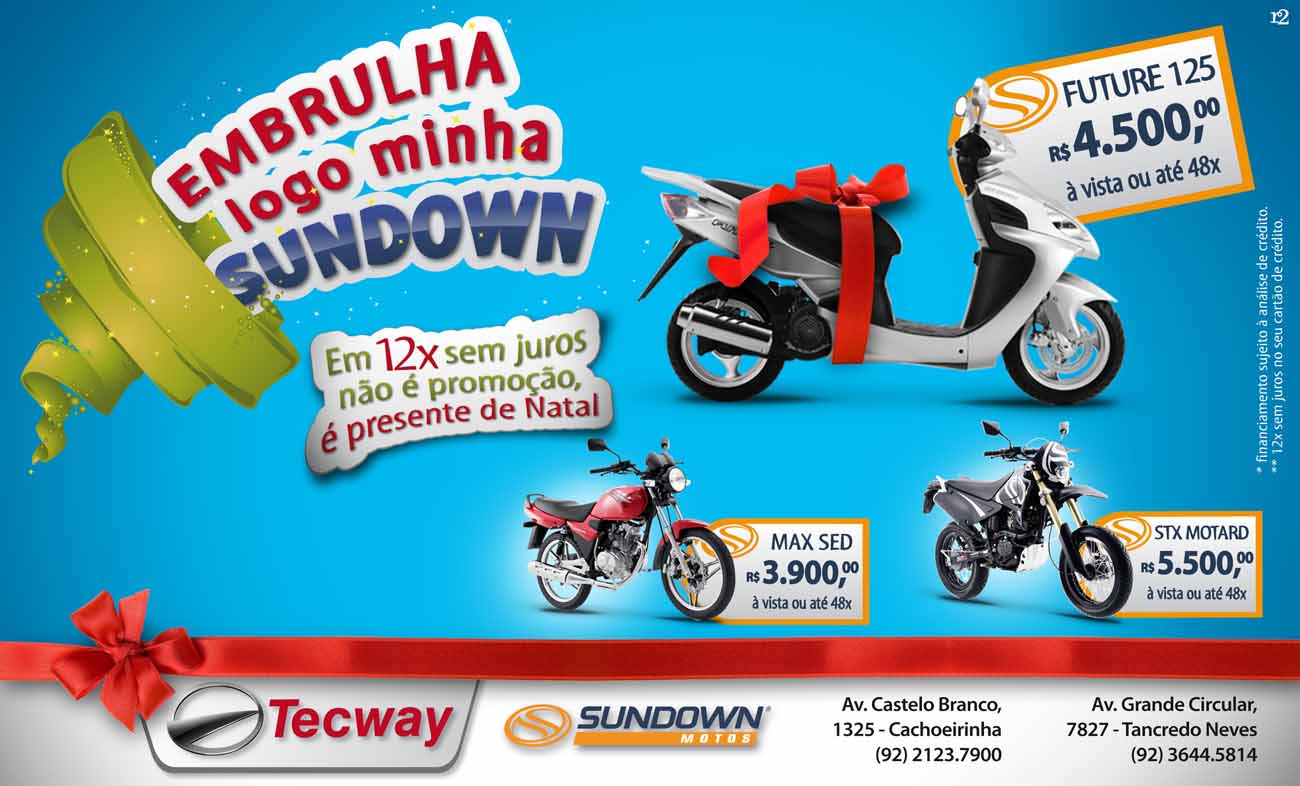 r2
EMBRULHA
logo minha
SUNDOWN
Em 12x sem juros
não é promoção,
é presente de Natal
FUTURE 125
R$ 4.500,00
à vista ou até 48x
* financiamento sujeito à análise de crédito.
** 12x sem juros no seu cartão de crédito.
MAX SED
R$ 3.900,00
à vista ou até 48x
STX MOTARD
R$ 5.500,00
à vista ou até 48x
Tecway
SUNDOWN®
MOTOS
Av. Castelo Branco,
1325 - Cachoeirinha
(92) 2123.7900
Av. Grande Circular,
7827 - Tancredo Neves
(92) 3644.5814